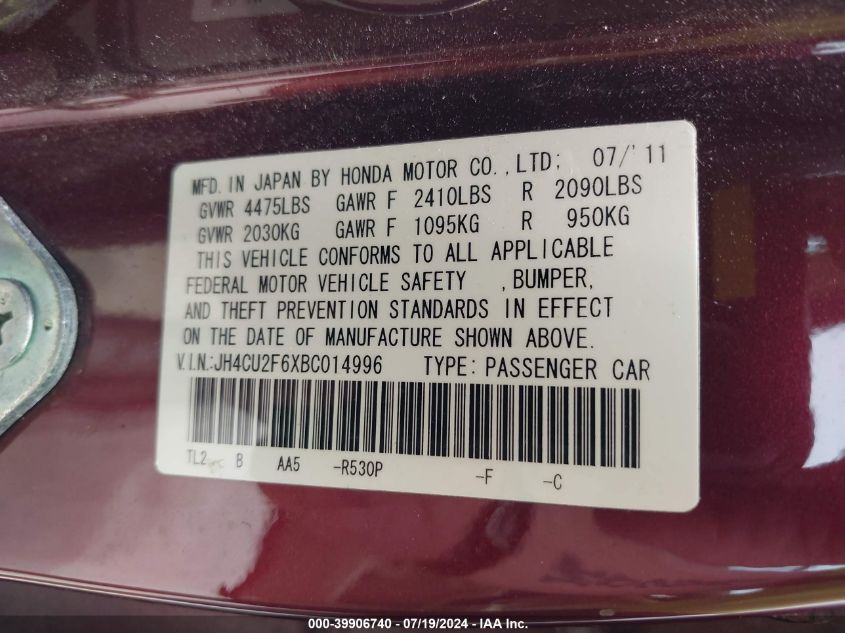 MFD. IN JAPAN BY HONDA MOTOR CO., LTD; 07/'11
GVWR 4475LBS GAWR F 2410LBS R 2090LBS
GVWR 2030KG GAWR F 1095KG R 950KG
THIS VEHICLE CONFORMS TO ALL APPLICABLE
FEDERAL MOTOR VEHICLE SAFETY , BUMPER,
AND THEFT PREVENTION STANDARDS IN EFFECT
ON THE DATE OF MANUFACTURE SHOWN ABOVE.
V.I.N.:JH4CU2F6XBC014996 TYPE: PASSENGER CAR
TL2 B AA5 -R530P -F -C
000-39906740 - 07/19/2024 - IAA Inc.